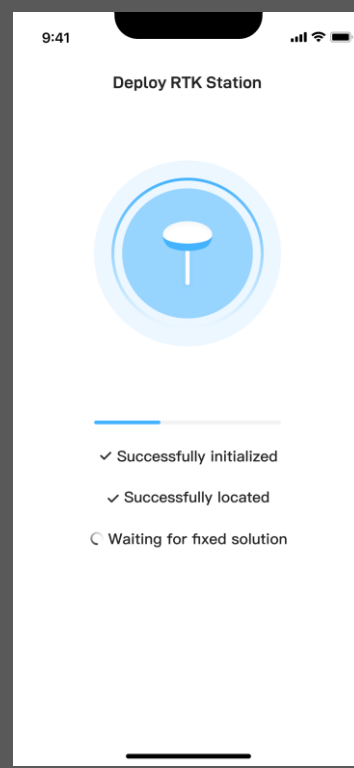 9:41
Deploy RTK Station
Successfully initialized
Successfully located
Waiting for fixed solution